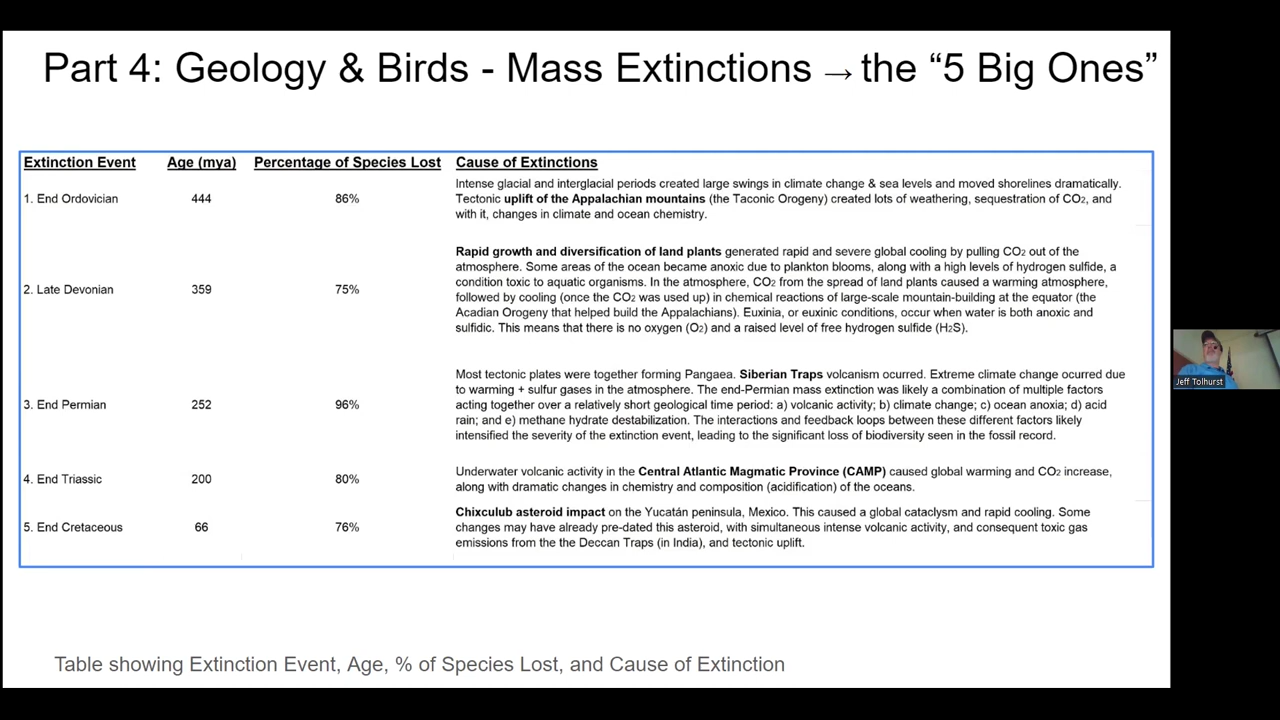 Part 4: Geology & Birds - Mass Extinctions → the “5 Big Ones”
Extinction Event Age (mya) Percentage of Species Lost Cause of Extinctions
1. End Ordovician 444 86%
Intense glacial and interglacial periods created large swings in climate change & sea levels and moved shorelines dramatically.
Tectonic uplift of the Appalachian mountains (the Taconic Orogeny) created lots of weathering, sequestration of CO2, and
with it, changes in climate and ocean chemistry.
2. Late Devonian 359 75%
Rapid growth and diversification of land plants generated rapid and severe global cooling by pulling CO2 out of the
atmosphere. Some areas of the ocean became anoxic due to plankton blooms, along with a high levels of hydrogen sulfide, a
condition toxic to aquatic organisms. In the atmosphere, CO2 from the spread of land plants caused a warming atmosphere,
followed by cooling (once the CO2 was used up) in chemical reactions of large-scale mountain-building at the equator (the
Acadian Orogeny that helped build the Appalachians). Euxinia, or euxinic conditions, occur when water is both anoxic and
sulfidic. This means that there is no oxygen (O2) and a raised level of free hydrogen sulfide (H2S).
3. End Permian 252 96%
Most tectonic plates were together forming Pangaea. Siberian Traps volcanism ocurred. Extreme climate change ocurred due
to warming + sulfur gases in the atmosphere. The end-Permian mass extinction was likely a combination of multiple factors
acting together over a relatively short geological time period: a) volcanic activity; b) climate change; c) ocean anoxia; d) acid
rain; and e) methane hydrate destabilization. The interactions and feedback loops between these different factors likely
intensified the severity of the extinction event, leading to the significant loss of biodiversity seen in the fossil record.
4. End Triassic 200 80%
Underwater volcanic activity in the Central Atlantic Magmatic Province (CAMP) caused global warming and CO2 increase,
along with dramatic changes in chemistry and composition (acidification) of the oceans.
5. End Cretaceous 66 76%
Chixculub asteroid impact on the Yucatán peninsula, Mexico. This caused a global cataclysm and rapid cooling. Some
changes may have already pre-dated this asteroid, with simultaneous intense volcanic activity, and consequent toxic gas
emissions from the the Deccan Traps (in India), and tectonic uplift.
Table showing Extinction Event, Age, % of Species Lost, and Cause of Extinction
Jeff Tolhurst